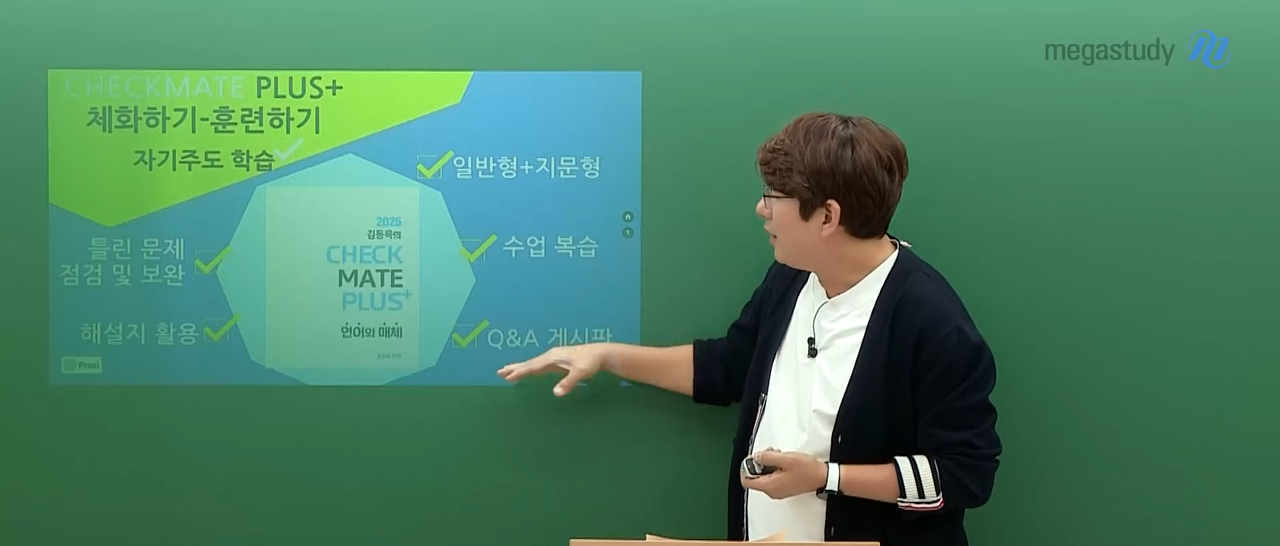 megastudy
CHECKMATE PLUS+
체화하기-훈련하기
자기주도 학습
일반형+지문형
틀린 문제
점검 및 보완
수업 복습
해설지 활용
Q&A 게시판
2025
김동욱의
CHECK
MATE
PLUS+
언어와 매체
Prezi